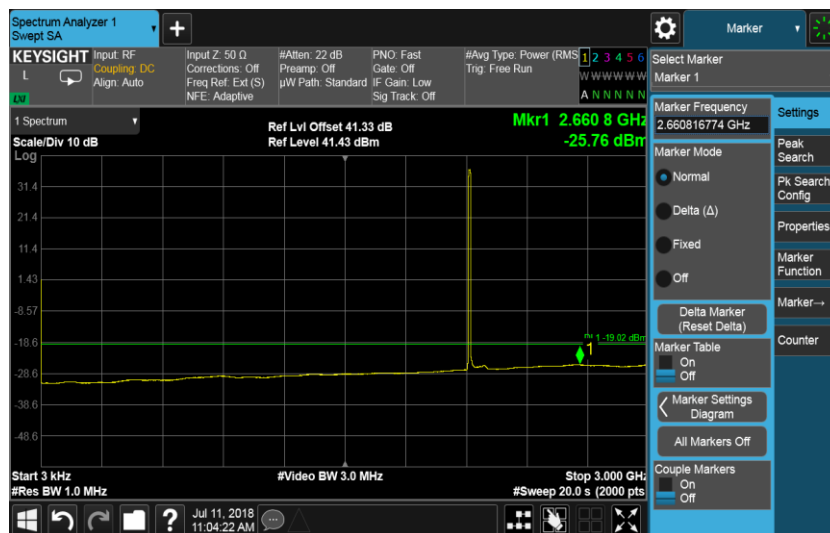 Spectrum Analyzer 1
Swept SA
Marker
KEYSIGHT
L
LXI
Input: RF
Coupling: DC
Align: Auto
Input Z: 50 Ω
Corrections: Off
Freq Ref: Ext (S)
NFE: Adaptive
#Atten: 22 dB
Preamp: Off
µW Path: Standard
PNO: Fast
Gate: Off
IF Gain: Low
Sig Track: Off
#Avg Type: Power (RMS
Trig: Free Run
1 2 3 4 5 6
W W W W W W
A N N N N N
Select Marker
Marker 1
1 Spectrum
Scale/Div 10 dB
Log
Ref Lvl Offset 41.33 dB
Ref Level 41.43 dBm
Mkr1 2.660 8 GHz
-25.76 dBm
31.4
21.4
11.4
1.43
-8.57
-18.6
-28.6
-38.6
-48.6
DL1 -19.02 dBm
1
Start 3 kHz
#Res BW 1.0 MHz
#Video BW 3.0 MHz
Stop 3.000 GHz
#Sweep 20.0 s (2000 pts
Marker Frequency
2.660816774 GHz
Marker Mode
Normal
Delta (Δ)
Fixed
Off
Delta Marker
(Reset Delta)
Marker Table
On
Off
Marker Settings
Diagram
All Markers Off
Couple Markers
On
Off
Settings
Peak
Search
Pk Search
Config
Properties
Marker
Function
Marker→
Counter
?
Jul 11, 2018
11:04:22 AM